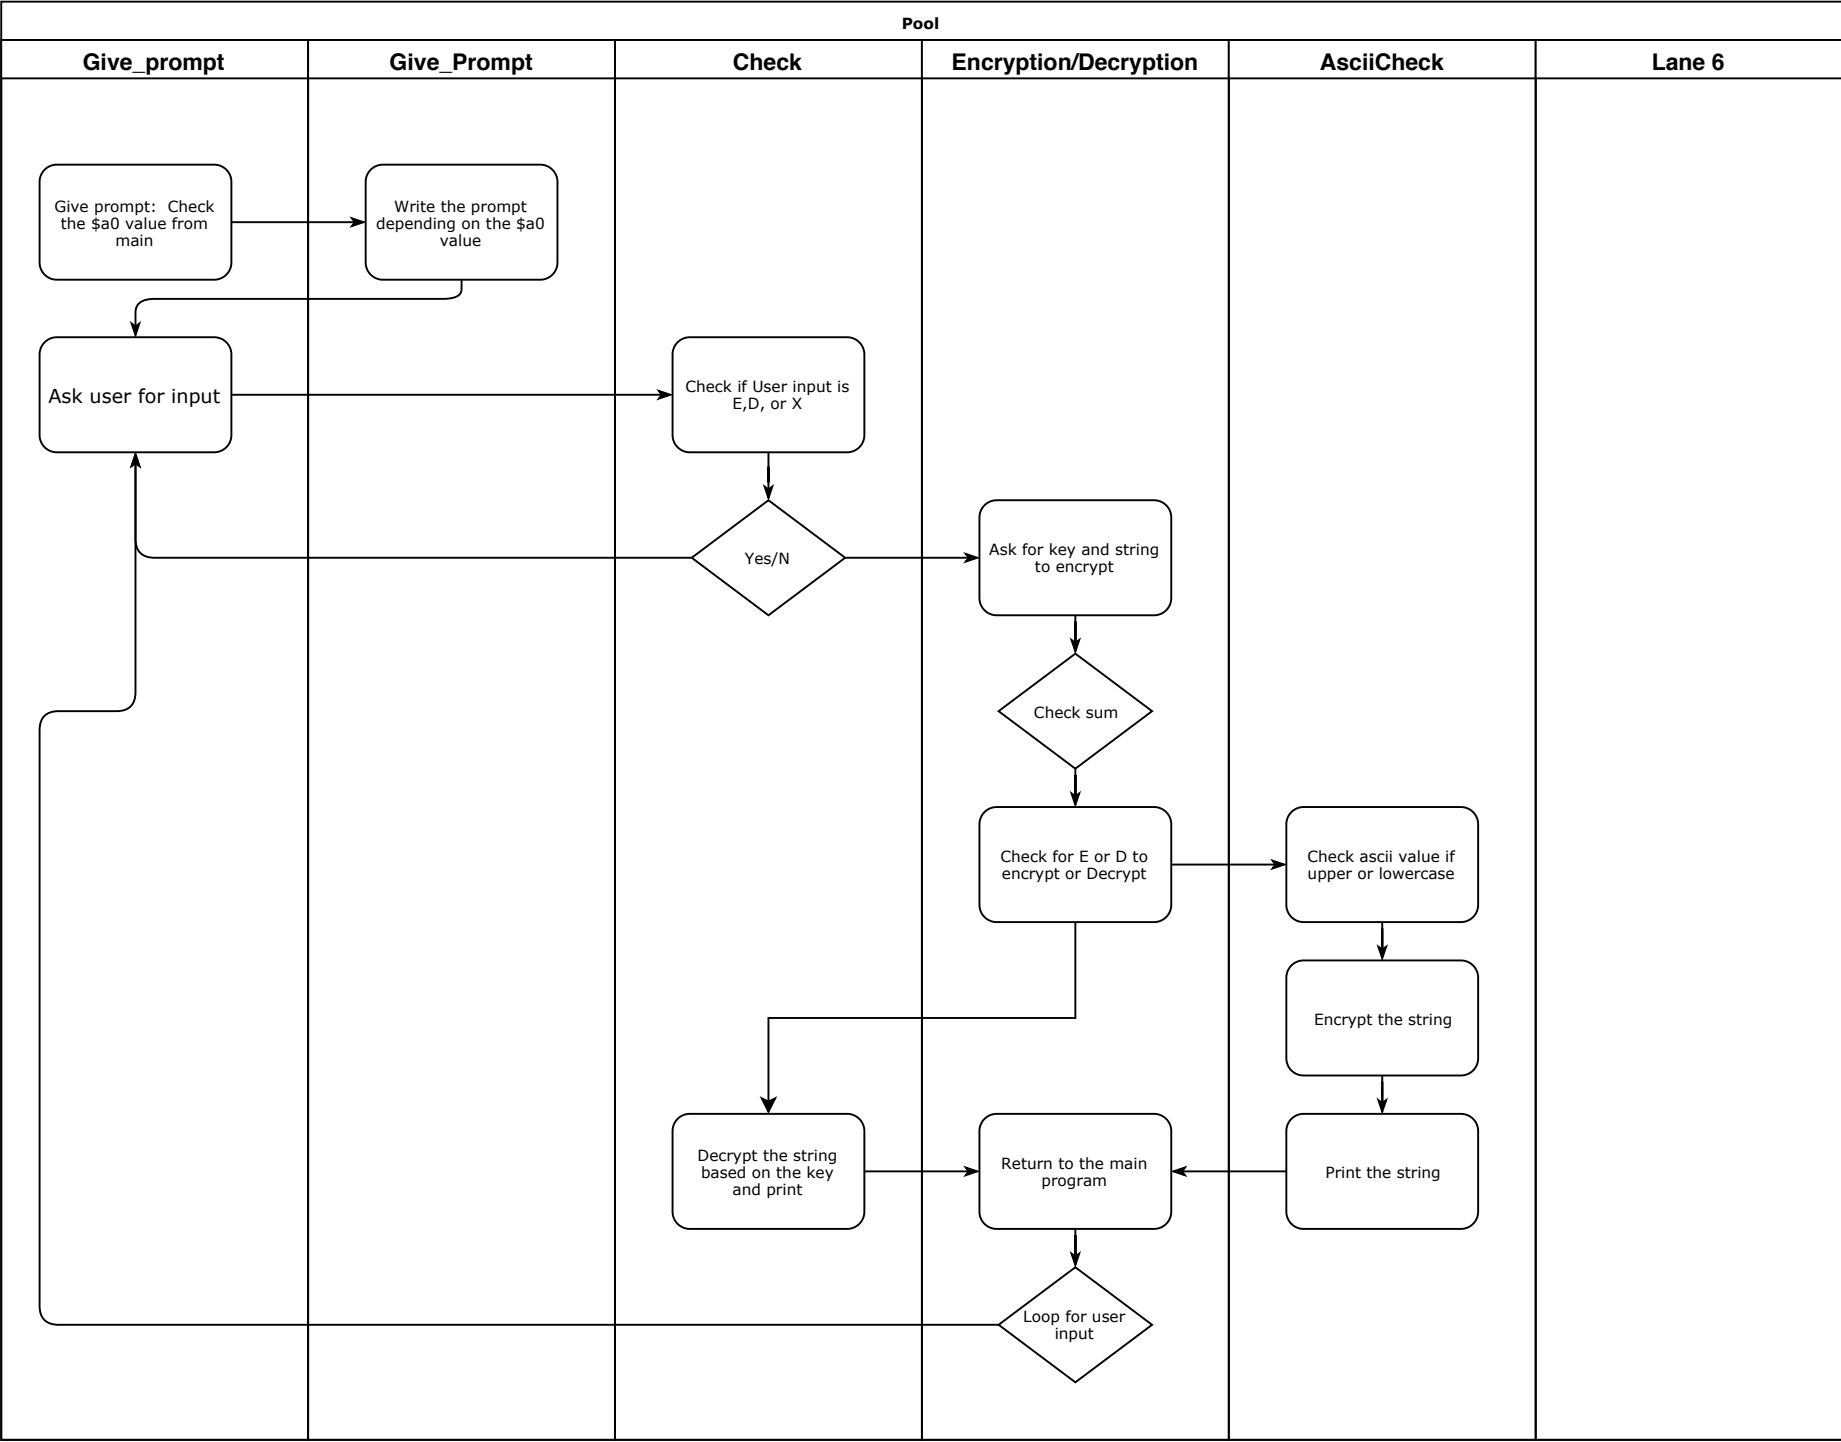 Pool
Give_prompt
Give_Prompt
Check
Encryption/Decryption
AsciiCheck
Lane 6
Give prompt:  Check
the $a0 value from
main
Write the prompt
depending on the $a0
value
Ask user for input
Check if User input is
E,D, or X
Yes/N
Ask for key and string
to encrypt
Check sum
Check for E or D to
encrypt or Decrypt
Check ascii value if
upper or lowercase
Encrypt the string
Decrypt the string
based on the key
and print
Return to the main
program
Print the string
Loop for user
input